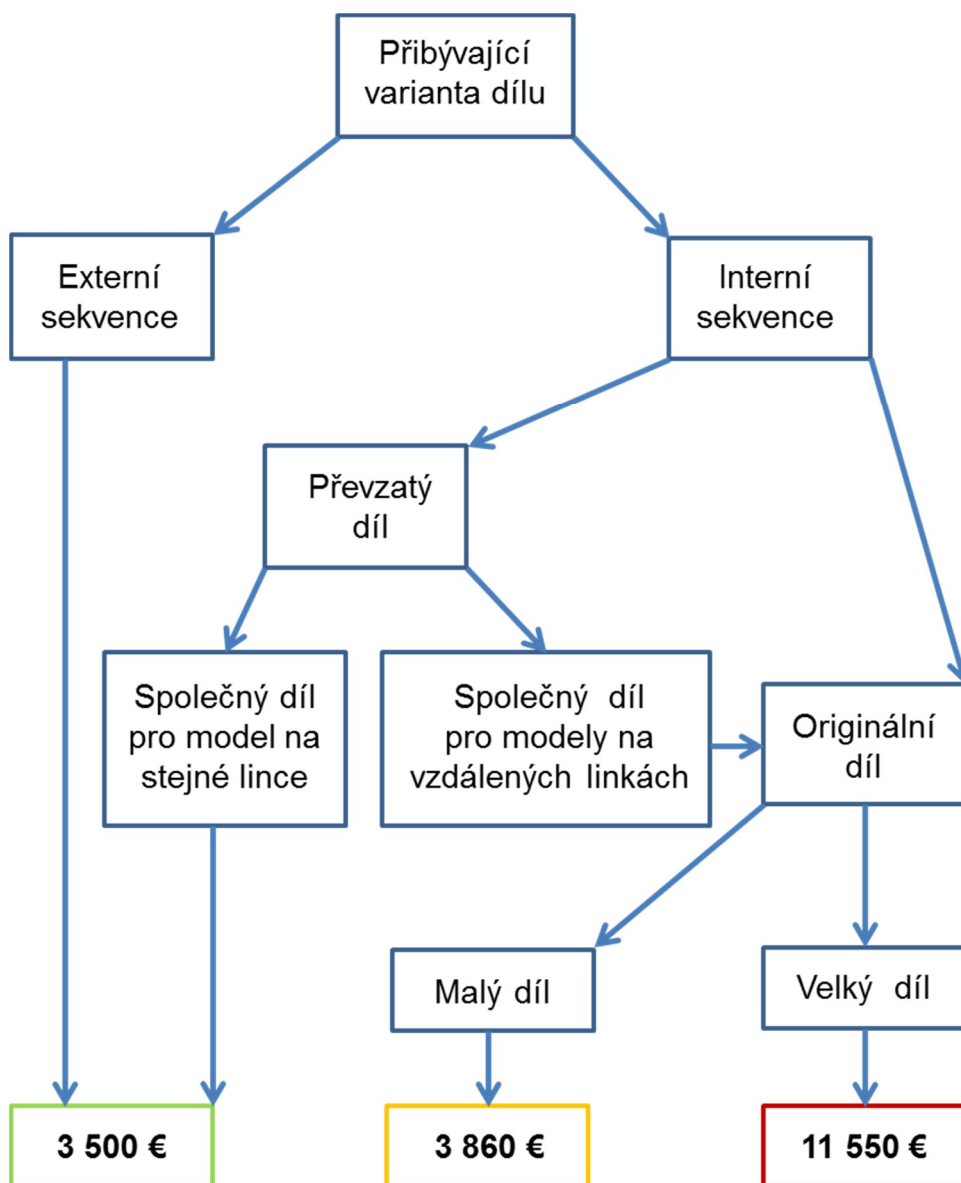 Přibývající
varianta dílu
Externí
sekvence
Interní
sekvence
Převzatý
díl
Společný díl
pro model na
stejné lince
Společný díl
pro modely na
vzdálených linkách
Originální
díl
Malý díl
Velký díl
3 500 €
3 860 €
11 550 €